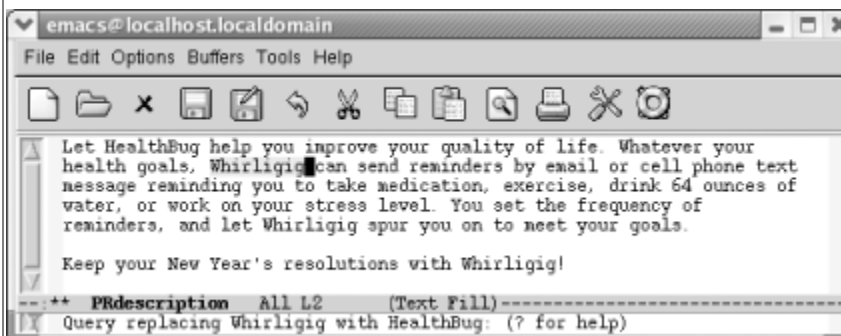 emacs@localhost.localdomain
File Edit Options Buffers Tools Help
Let HealthBug help you improve your quality of life. Whatever your
health goals, Whirligig can send reminders by email or cell phone text
message reminding you to take medication, exercise, drink 64 ounces of
water, or work on your stress level. You set the frequency of
reminders, and let Whirligig spur you on to meet your goals.
Keep your New Year's resolutions with Whirligig!
--:** PRdescription All L2 (Text Fill)----------------------------------
Query replacing Whirligig with HealthBug: (? for help)